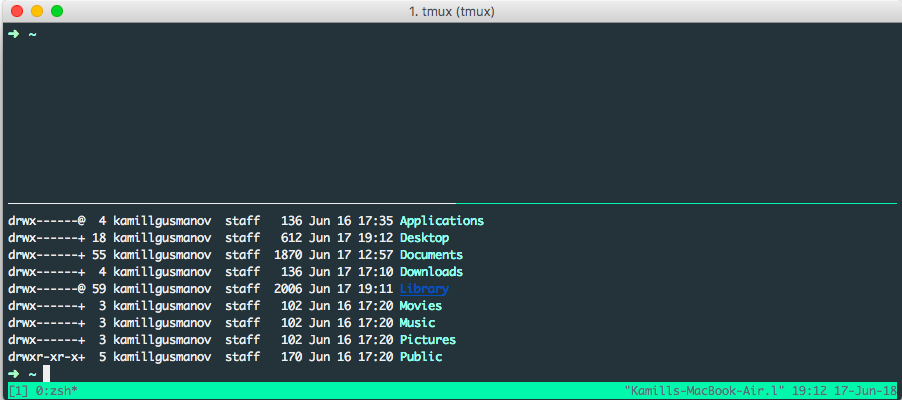 1. tmux (tmux)
➜ ~
drwx------@  4 kamillgusmanov  staff   136 Jun 16 17:35 Applications
drwx------+ 18 kamillgusmanov  staff   612 Jun 17 19:12 Desktop
drwx------+ 55 kamillgusmanov  staff  1870 Jun 17 12:57 Documents
drwx------+  4 kamillgusmanov  staff   136 Jun 17 17:10 Downloads
drwx------@ 59 kamillgusmanov  staff  2006 Jun 17 19:11 Library
drwx------+  3 kamillgusmanov  staff   102 Jun 16 17:20 Movies
drwx------+  3 kamillgusmanov  staff   102 Jun 16 17:20 Music
drwx------+  3 kamillgusmanov  staff   102 Jun 16 17:20 Pictures
drwxr-xr-x+  5 kamillgusmanov  staff   170 Jun 16 17:20 Public
➜ ~
[1] 0:zsh* "Kamills-MacBook-Air.l" 19:12 17-Jun-18